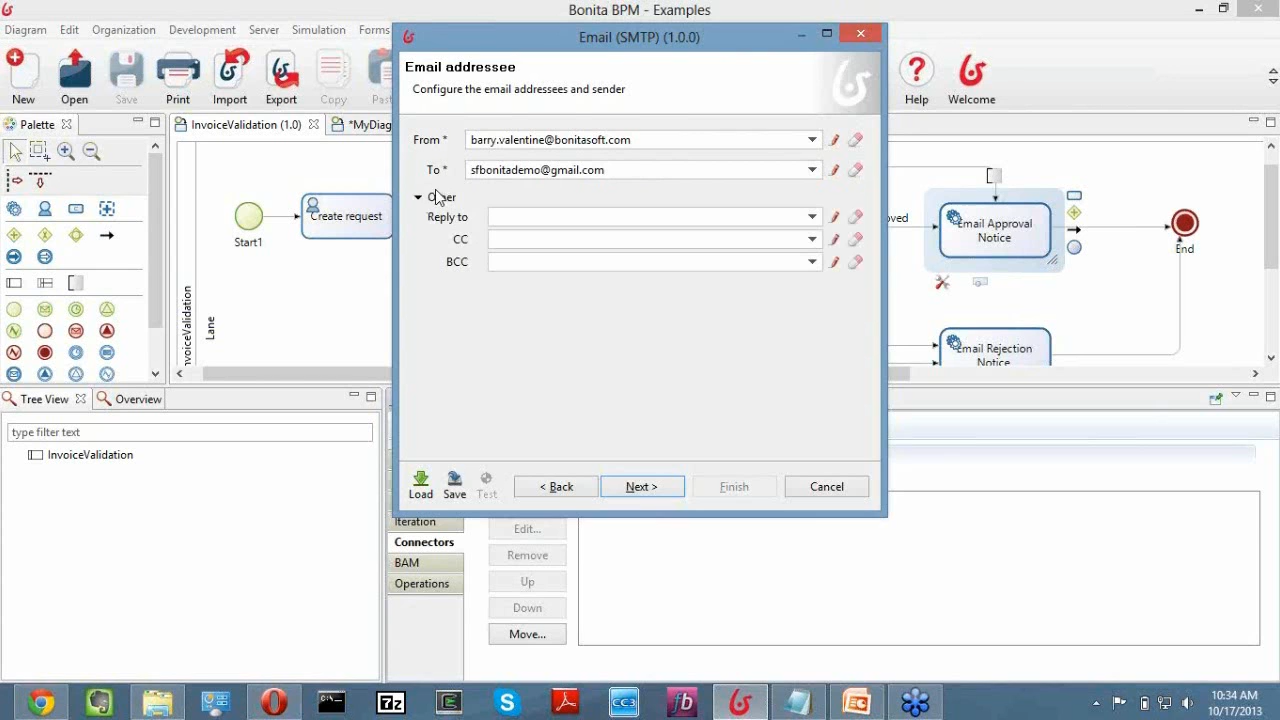 Bonita BPM - Examples
Diagram Edit Organization Development Server Simulation Forms
New Open Save Print Import Export Copy
Help Welcome
Email (SMTP) (1.0.0)
Email addressee
Configure the email addressees and sender
From * barry.valentine@bonitasoft.com
To * sfbonitademo@gmail.com
Reply to
CC
BCC
Load Save Test < Back Next > Finish Cancel
Palette
InvoiceValidation (1.0) *MyDiag
InvoiceValidation
Lane
Start1
Create request
Email Approval
Notice
End
Email Rejection
Notice
Tree View Overview
type filter text
InvoiceValidation
Iteration
Connectors
BAM
Operations
Edit...
Remove
Up
Down
Move...
7z
CC3
fb
10:34 AM
10/17/2013